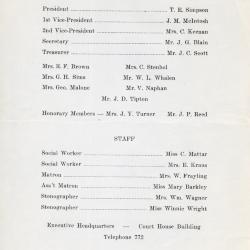 President T. R. Simpson
1st Vice-President J. M. McIntosh
2nd Vice-President Mrs. C. Keenan
Secretary Mr. J. G. Blain
Treasurer Mr. J. C. Scott
Mrs. R. F. Brown Mrs. C. Stenhel
Mrs. G. H. Sims Mr. W. L. Whalen
Mrs. Geo. Malone Mr. V. Naphan
Mr. J. D. Tipton
Honorary Members — Mrs. J. Y. Turner Mr. J. P. Reed
STAFF
Social Worker Miss C. Mattar
Social Worker Mrs. E. Kraus
Matron Mrs. W. Frayling
Ass't Matron Miss Mary Barkley
Stenographer Mrs. Wm. Wagner
Stenographer Miss Winnie Wright
Executive Headquarters — Court House Building
Telephone 772